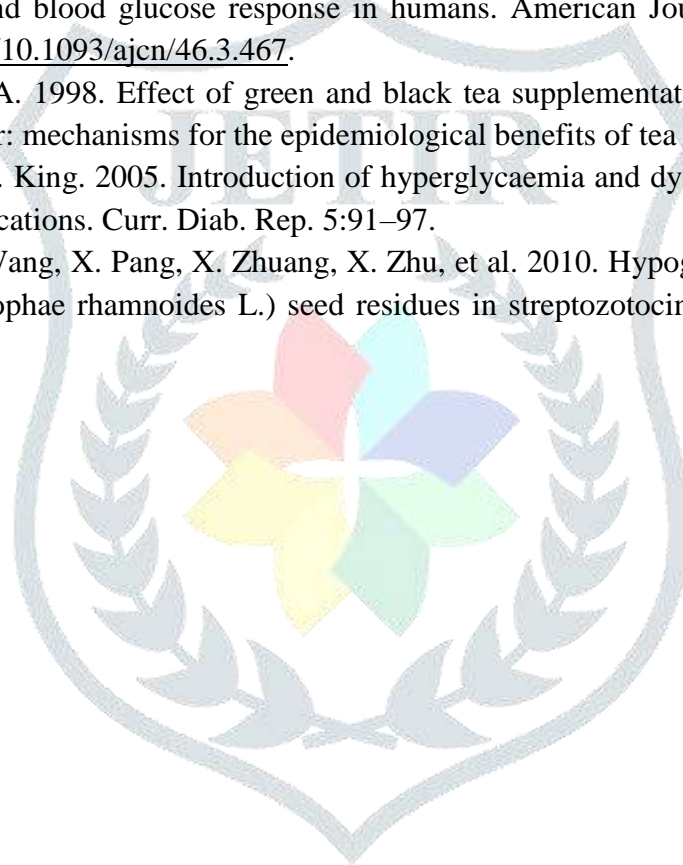 nd blood glucose response in humans. American Jou
/10.1093/ajcn/46.3.467.
A. 1998. Effect of green and black tea supplementat
r: mechanisms for the epidemiological benefits of tea
. King. 2005. Introduction of hyperglycaemia and dy
cations. Curr. Diab. Rep. 5:91–97.
Vang, X. Pang, X. Zhuang, X. Zhu, et al. 2010. Hypog
ophae rhamnoides L.) seed residues in streptozotocin
JETIR